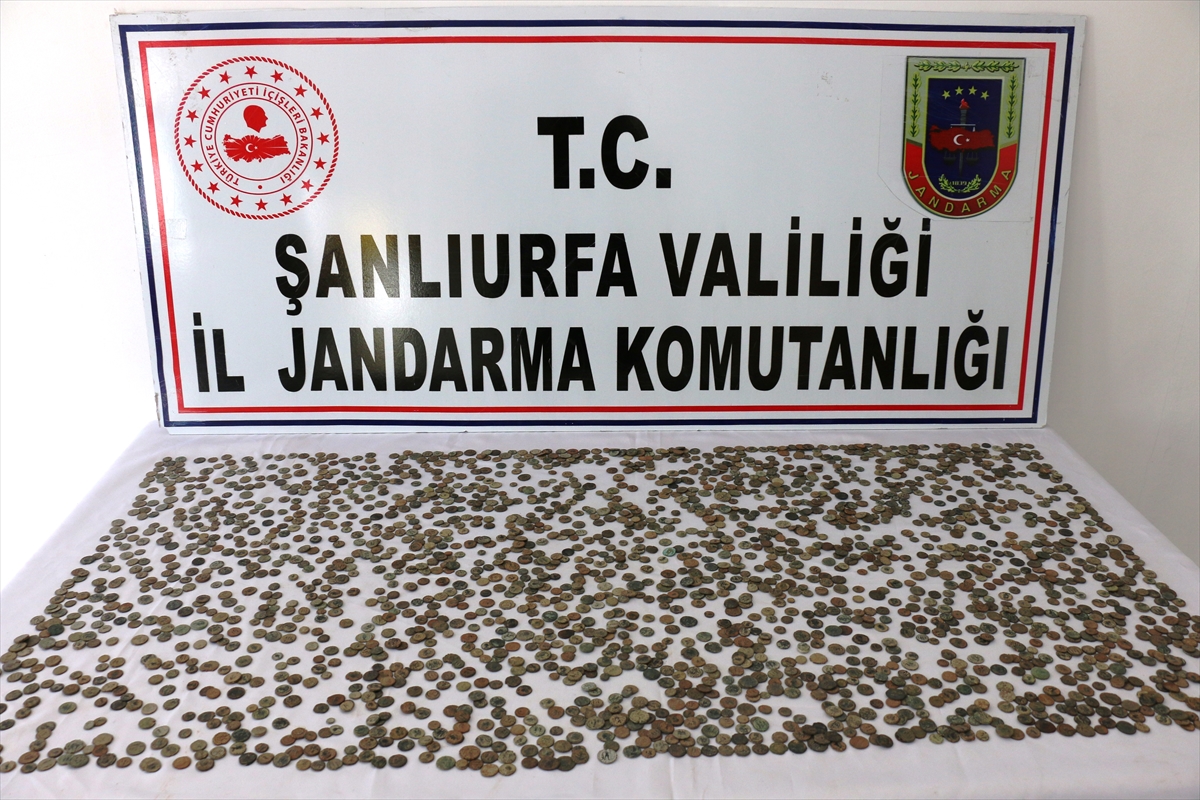 TÜRKİYE CUMHURİYETİ İÇİŞLERİ BAKANLIĞI
T.C.
ŞANLIURFA VALİLİĞİ
İL JANDARMA KOMUTANLIĞI
JANDARMA